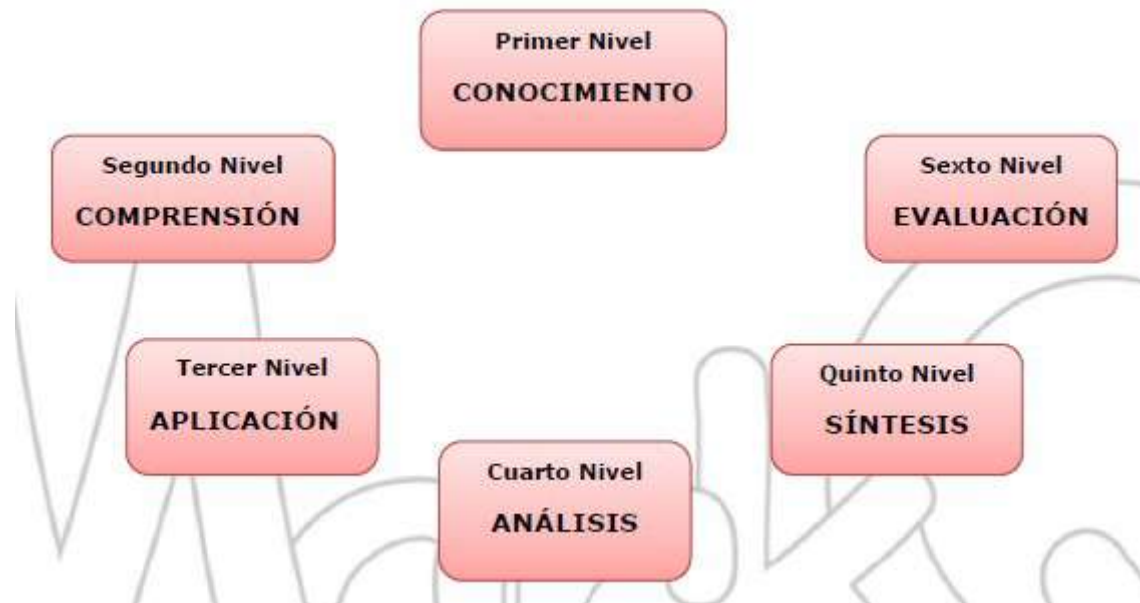 Primer Nivel
CONOCIMIENTO
Segundo Nivel
COMPRENSIÓN
Tercer Nivel
APLICACIÓN
Cuarto Nivel
ANÁLISIS
Quinto Nivel
SÍNTESIS
Sexto Nivel
EVALUACIÓN